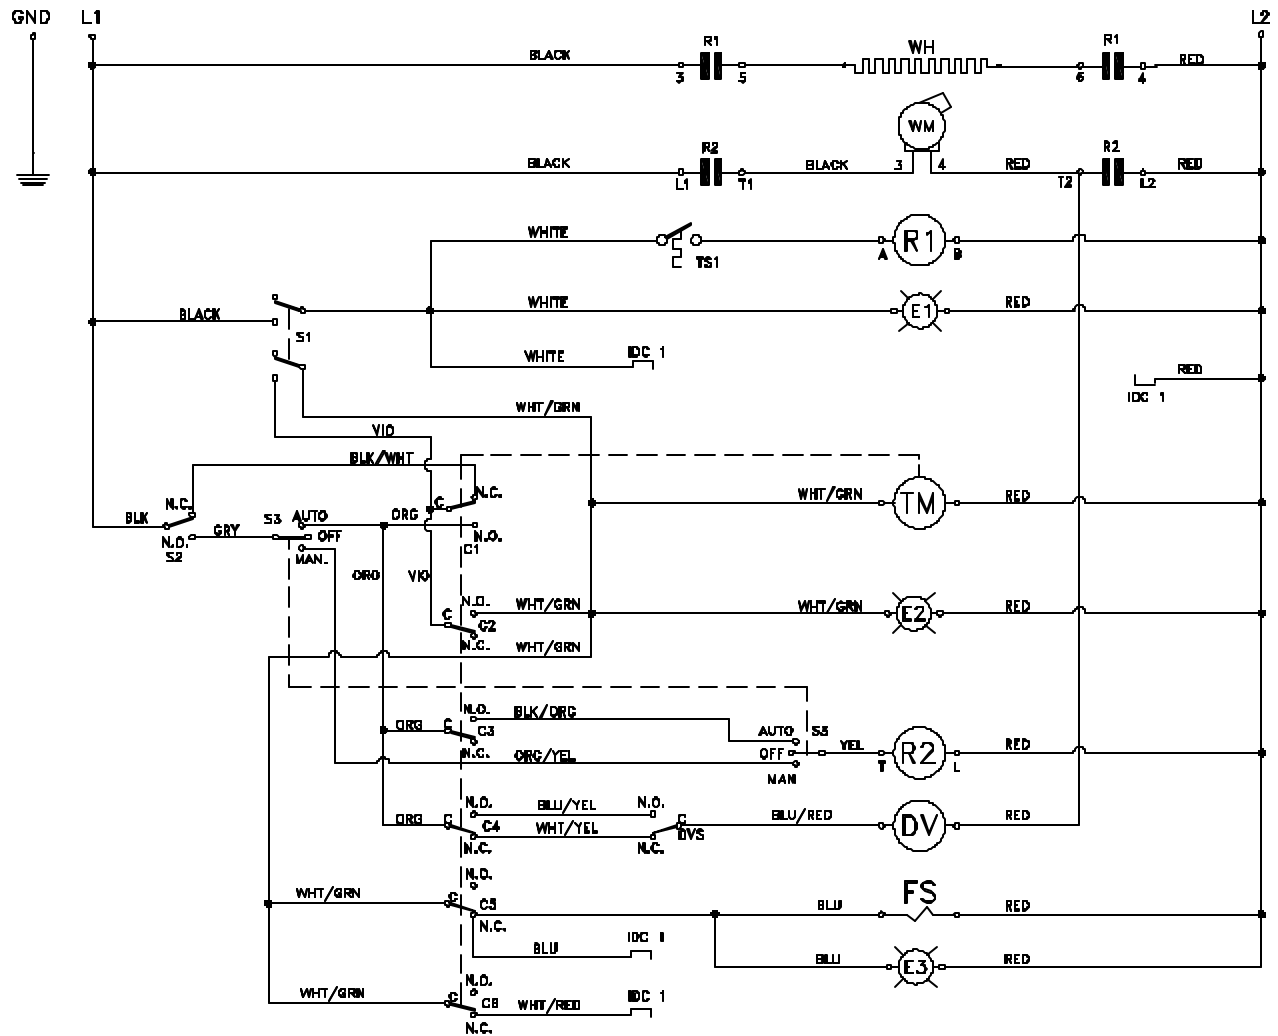 GND L1 L2
R1 WH R1
BLACK RED
3 5 6 4
WM
R2 R2
BLACK BLACK 3 4 RED RED
L1 T1 T2 L2
WHITE R1
A B
TS1
WHITE E1 RED
BLACK
S1
WHITE IDC 1
RED
IDC 1
WHT/GRN
VIO
BLK/WHT
N.C. N.C.
C
WHT/GRN TM RED
BLK GRY S3 AUTO ORG
OFF
N.O. N.O.
S2 MAN. C1
ORG VIO
N.O. WHT/GRN WHT/GRN E2 RED
C C2
N.C. WHT/GRN
N.O. BLK/ORG
ORG C C3 AUTO S3
N.C. ORG/YEL OFF YEL R2 RED
T L
MAN
N.O. BLU/YEL N.O.
ORG C C4 WHT/YEL C BLU/RED DV RED
DVS
N.C. N.C.
N.O.
WHT/GRN C C5 FS
N.C. BLU RED
BLU IDC 1
BLU E3 RED
N.O.
WHT/GRN C C6 WHT/RED IDC 1
N.C.